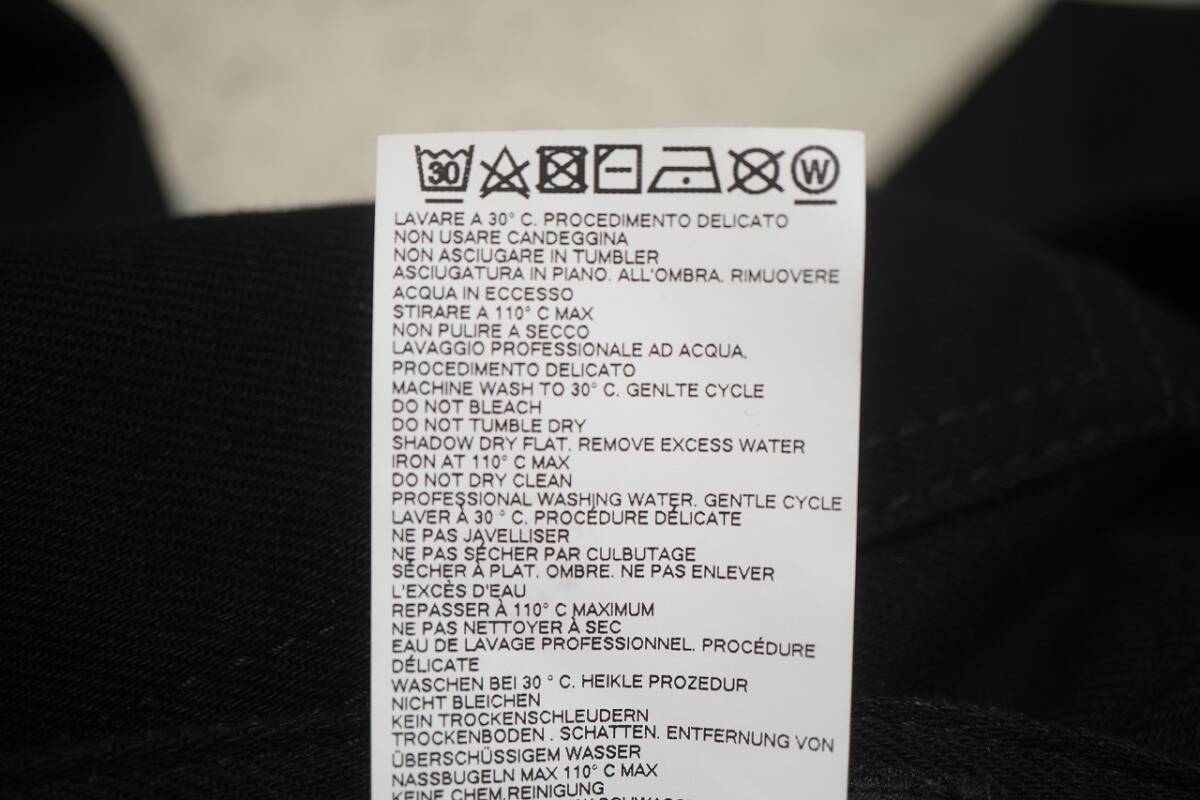 30 W
LAVARE A 30° C. PROCEDIMENTO DELICATO
NON USARE CANDEGGINA
NON ASCIUGARE IN TUMBLER
ASCIUGATURA IN PIANO. ALL'OMBRA. RIMUOVERE
ACQUA IN ECCESSO
STIRARE A 110° C MAX
NON PULIRE A SECCO
LAVAGGIO PROFESSIONALE AD ACQUA,
PROCEDIMENTO DELICATO
MACHINE WASH TO 30° C. GENLTE CYCLE
DO NOT BLEACH
DO NOT TUMBLE DRY
SHADOW DRY FLAT. REMOVE EXCESS WATER
IRON AT 110° C MAX
DO NOT DRY CLEAN
PROFESSIONAL WASHING WATER. GENTLE CYCLE
LAVER À 30 ° C. PROCÉDURE DÉLICATE
NE PAS JAVELLISER
NE PAS SÉCHER PAR CULBUTAGE
SÉCHER À PLAT. OMBRE. NE PAS ENLEVER
L'EXCÈS D'EAU
REPASSER À 110° C MAXIMUM
NE PAS NETTOYER À SEC
EAU DE LAVAGE PROFESSIONNEL. PROCÉDURE
DÉLICATE
WASCHEN BEI 30 ° C. HEIKLE PROZEDUR
NICHT BLEICHEN
KEIN TROCKENSCHLEUDERN
TROCKENBODEN . SCHATTEN. ENTFERNUNG VON
ÜBERSCHÜSSIGEM WASSER
NASSBUGELN MAX 110° C MAX
KEINE CHEM.REINIGUNG